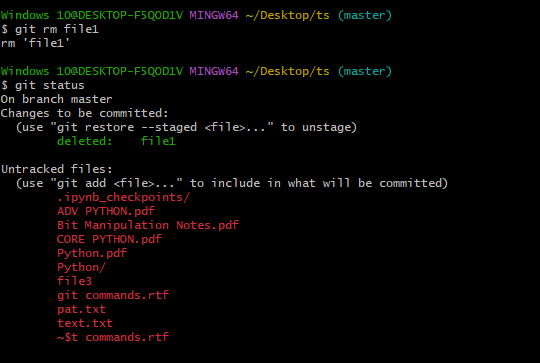 Windows 10@DESKTOP-F5QOD1V MINGW64 ~/Desktop/ts (master)
$ git rm file1
rm 'file1'
Windows 10@DESKTOP-F5QOD1V MINGW64 ~/Desktop/ts (master)
$ git status
On branch master
Changes to be committed:
  (use "git restore --staged <file>..." to unstage)
        deleted:    file1
Untracked files:
  (use "git add <file>..." to include in what will be committed)
        .ipynb_checkpoints/
        ADV PYTHON.pdf
        Bit Manipulation Notes.pdf
        CORE PYTHON.pdf
        Python.pdf
        Python/
        file3
        git commands.rtf
        pat.txt
        text.txt
        ~$t commands.rtf